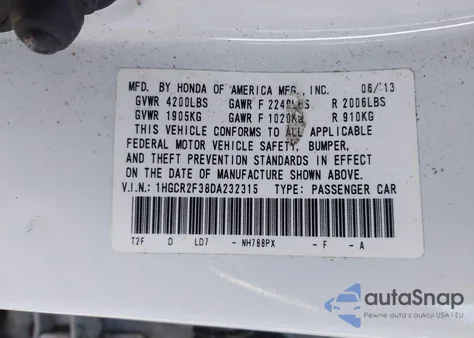 MFD. BY HONDA OF AMERICA MFG., INC. 06/13
GVWR 4200LBS GAWR F 2240LBS R 2006LBS
GVWR 1905KG GAWR F 1020KG R 910KG
THIS VEHICLE CONFORMS TO ALL APPLICABLE
FEDERAL MOTOR VEHICLE SAFETY, BUMPER,
AND THEFT PREVENTION STANDARDS IN EFFECT
ON THE DATE OF MANUFACTURE SHOWN ABOVE.
V.I.N.: 1HGCR2F38DA232315 TYPE: PASSENGER CAR
T2F D LD7 -NH788PX -F -A
autoSnap
Pewne auta z USA i EU